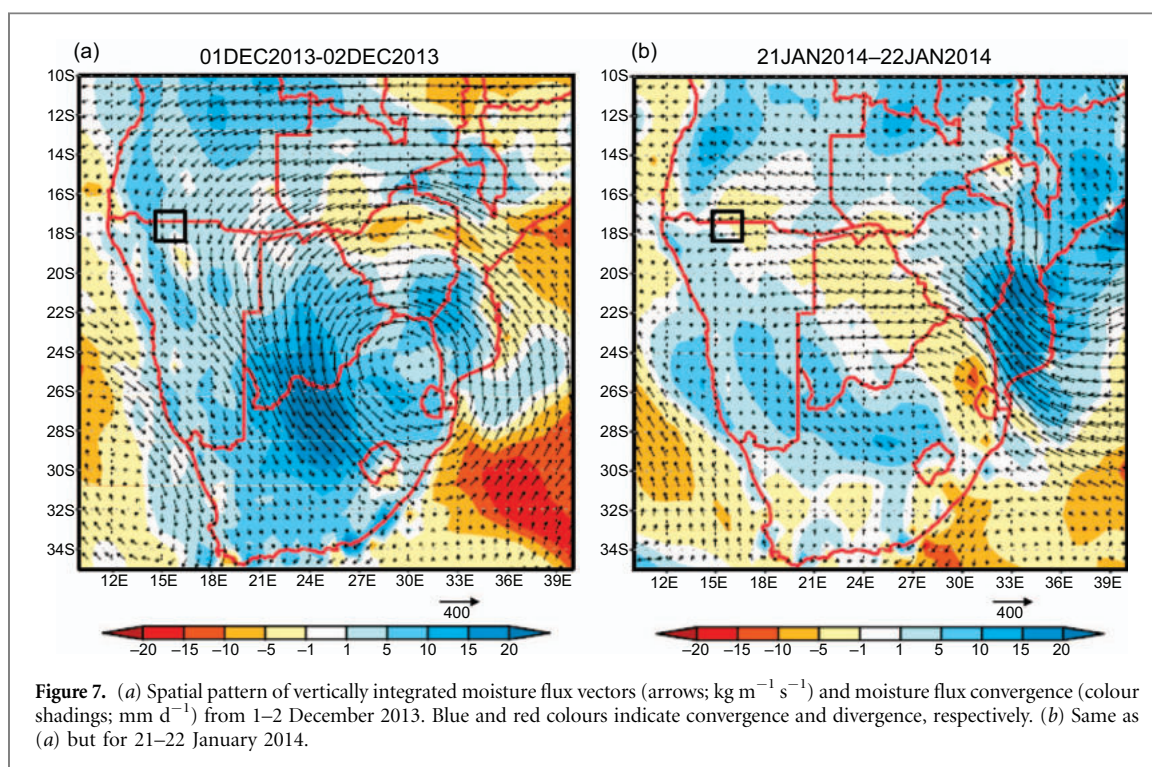 (a)
01DEC2013-02DEC2013
10S
12S
14S
16S
18S
20S
22S
24S
26S
28S
30S
32S
34S
12E 15E 18E 21E 24E 27E 30E 33E 36E 39E
400
–20 –15 –10 –5 –1 1 5 10 15 20
(b)
21JAN2014–22JAN2014
10S
12S
14S
16S
18S
20S
22S
24S
26S
28S
30S
32S
34S
12E 15E 18E 21E 24E 27E 30E 33E 36E 39E
400
–20 –15 –10 –5 –1 1 5 10 15 20
Figure 7. (a) Spatial pattern of vertically integrated moisture flux vectors (arrows; kg m⁻¹ s⁻¹) and moisture flux convergence (colour
shadings; mm d⁻¹) from 1–2 December 2013. Blue and red colours indicate convergence and divergence, respectively. (b) Same as
(a) but for 21–22 January 2014.